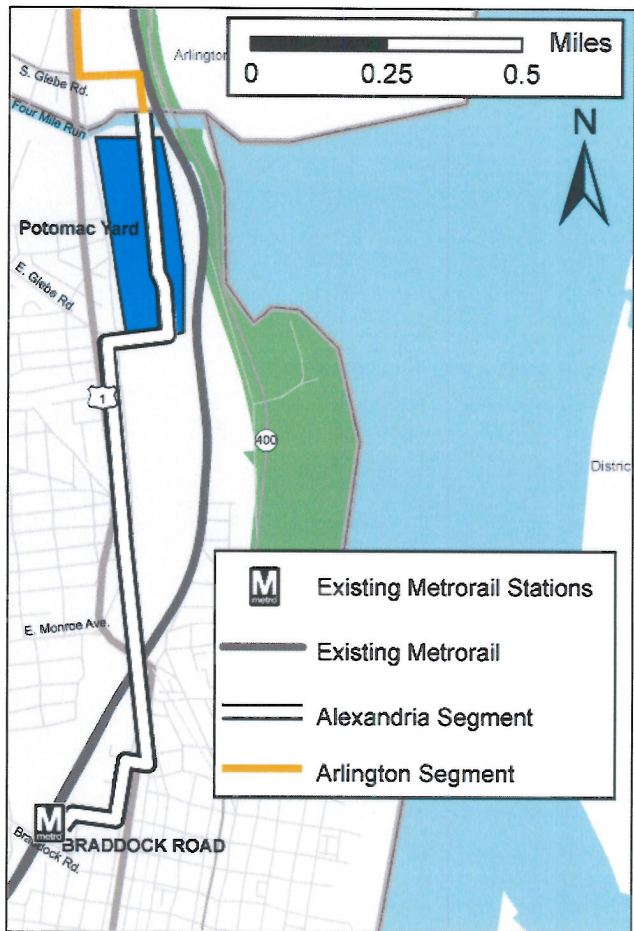 Miles
0 0.25 0.5
Arlington
S. Glebe Rd.
Four Mile Run
N
Potomac Yard
E. Glebe Rd.
1
400
Distric
M
metro
Existing Metrorail Stations
Existing Metrorail
E. Monroe Ave.
Alexandria Segment
Arlington Segment
M
metro
BRADDOCK ROAD
Braddock Rd.